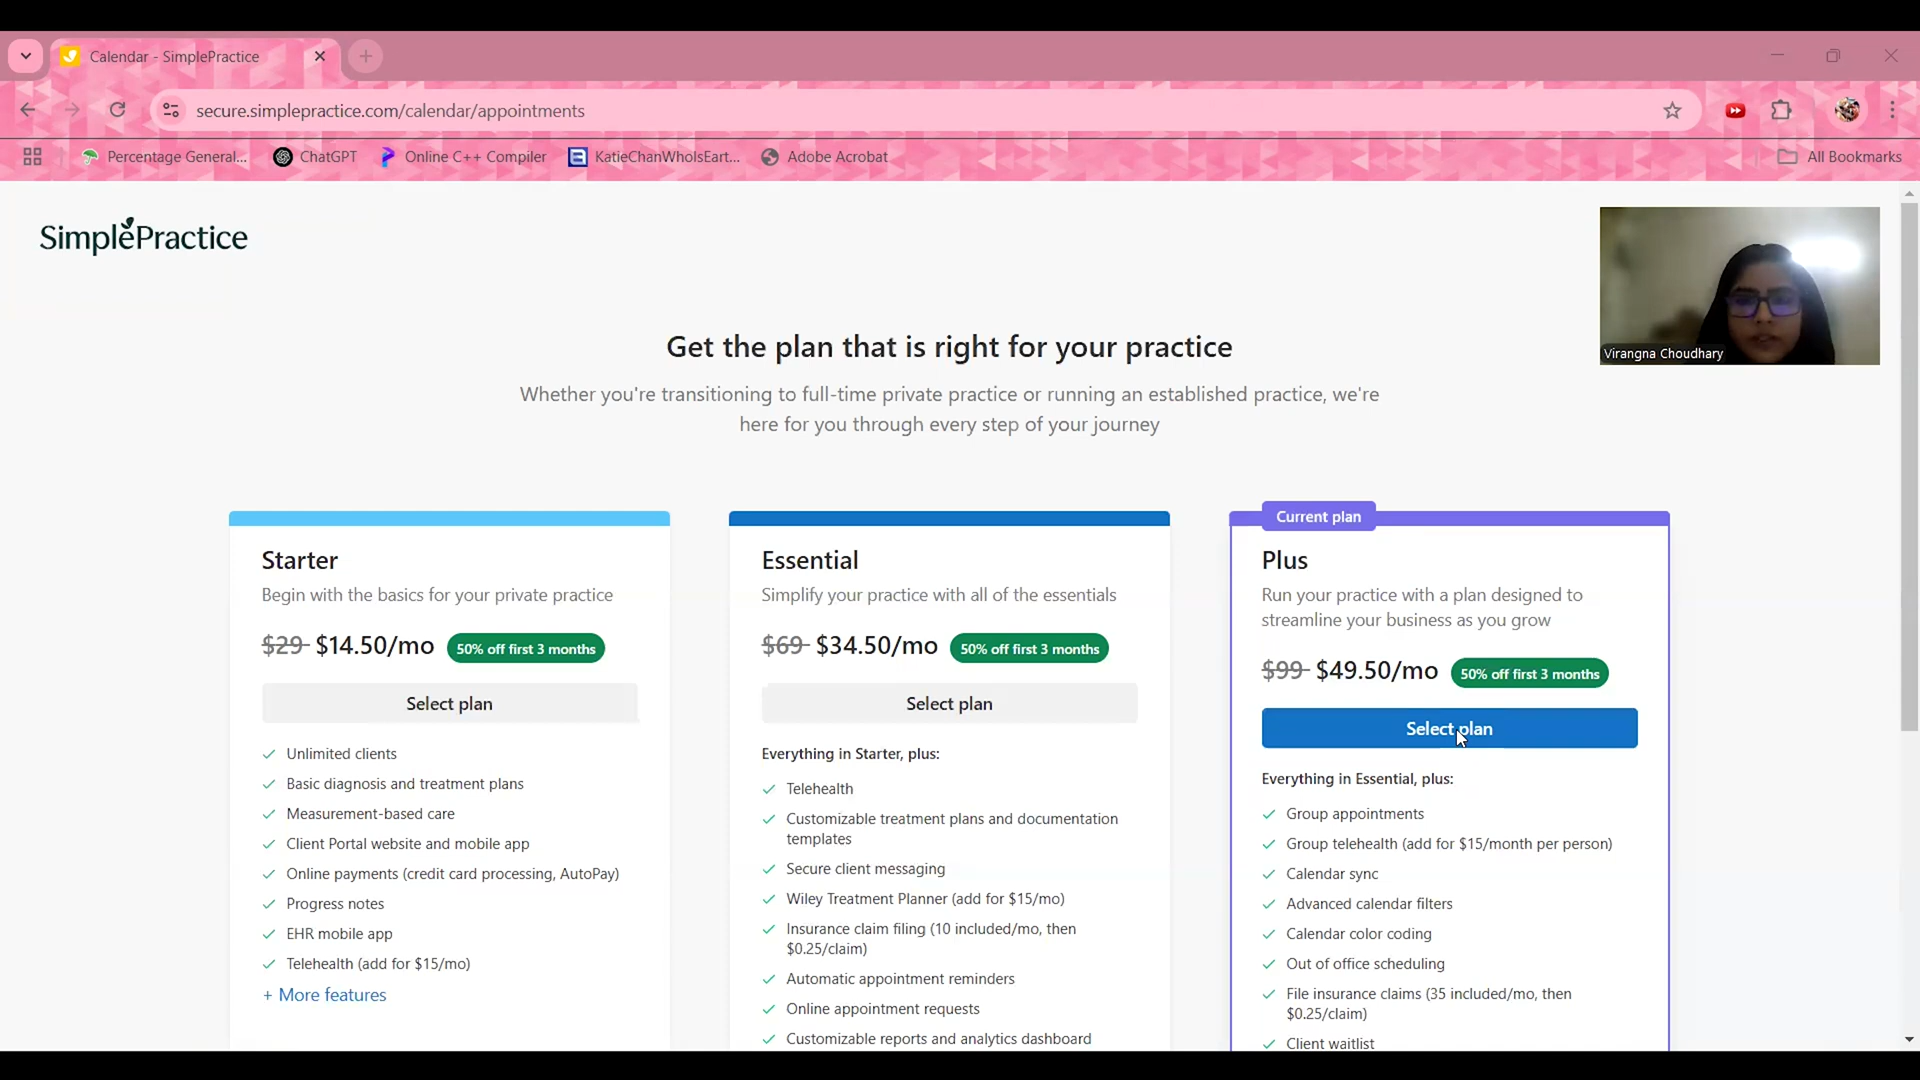 Calendar - SimplePractice
secure.simplepractice.com/calendar/appointments
Percentage General...
ChatGPT
Online C++ Compiler
KatieChanWhoIsEart...
Adobe Acrobat
All Bookmarks
SimplePractice
Virangna Choudhary
Get the plan that is right for your practice
Whether you're transitioning to full-time private practice or running an established practice, we're
here for you through every step of your journey
Starter
Begin with the basics for your private practice
$29 $14.50/mo 50% off first 3 months
Select plan
Unlimited clients
Basic diagnosis and treatment plans
Measurement-based care
Client Portal website and mobile app
Online payments (credit card processing, AutoPay)
Progress notes
EHR mobile app
Telehealth (add for $15/mo)
+ More features
Essential
Simplify your practice with all of the essentials
$69 $34.50/mo 50% off first 3 months
Select plan
Everything in Starter, plus:
Telehealth
Customizable treatment plans and documentation
templates
Secure client messaging
Wiley Treatment Planner (add for $15/mo)
Insurance claim filing (10 included/mo, then
$0.25/claim)
Automatic appointment reminders
Online appointment requests
Customizable reports and analytics dashboard
Current plan
Plus
Run your practice with a plan designed to
streamline your business as you grow
$99 $49.50/mo 50% off first 3 months
Select plan
Everything in Essential, plus:
Group appointments
Group telehealth (add for $15/month per person)
Calendar sync
Advanced calendar filters
Calendar color coding
Out of office scheduling
File insurance claims (35 included/mo, then
$0.25/claim)
Client waitlist